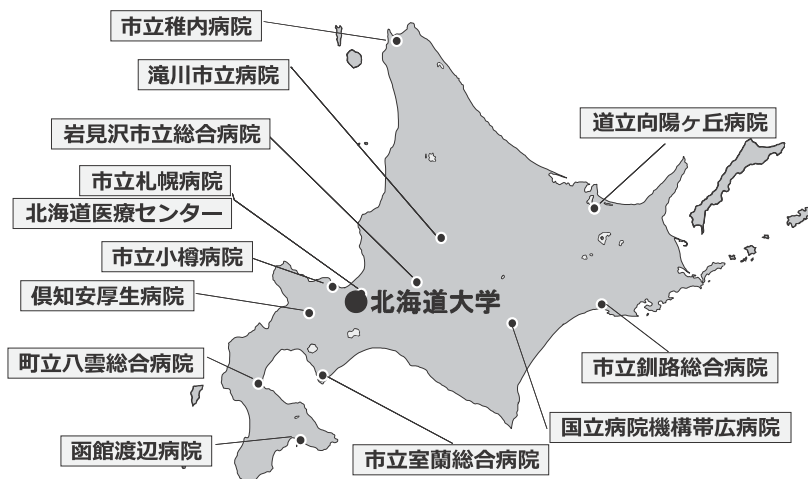 市立稚内病院
滝川市立病院
岩見沢市立総合病院
道立向陽ヶ丘病院
市立札幌病院
北海道医療センター
市立小樽病院
倶知安厚生病院
北海道大学
町立八雲総合病院
市立釧路総合病院
国立病院機構帯広病院
函館渡辺病院
市立室蘭総合病院